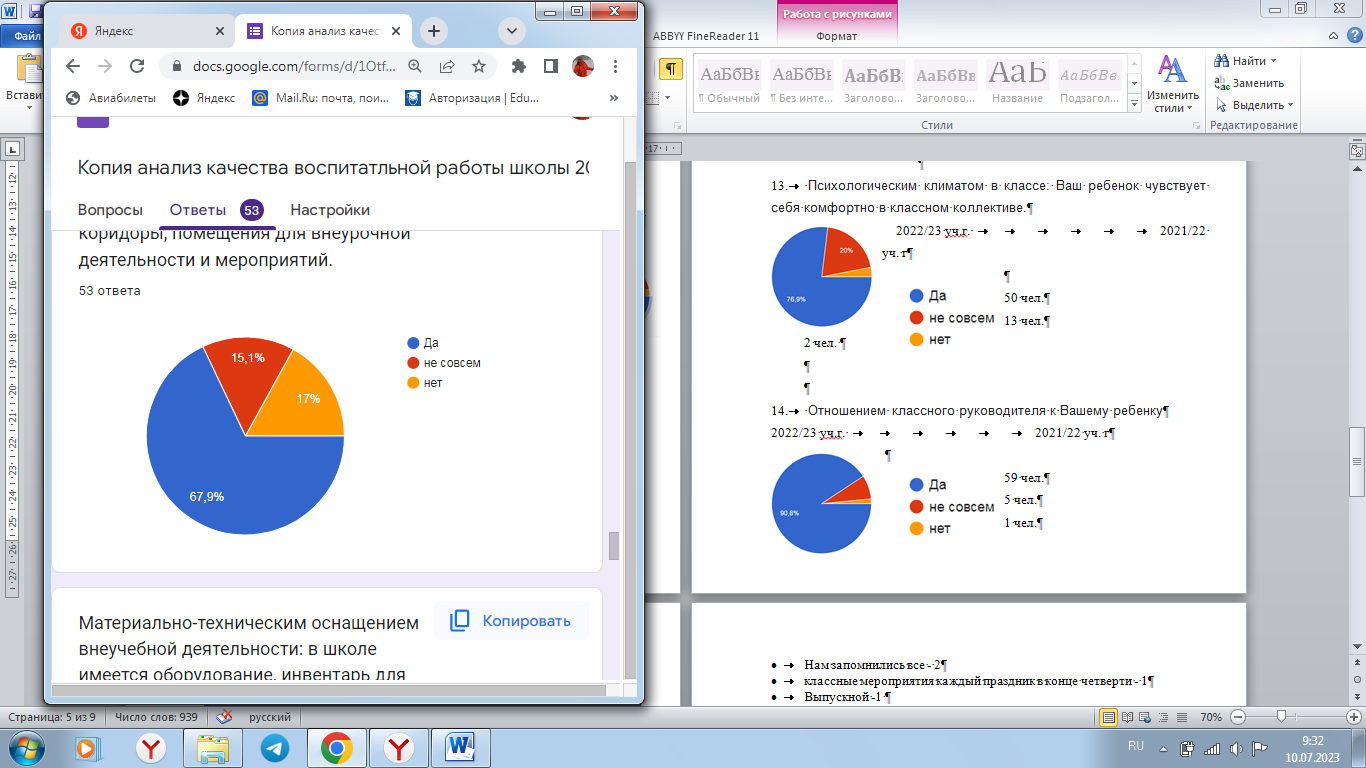 Яндекс
Копия анализ качест
docs.google.com/forms/d/1Otf...
Авиабилеты
Яндекс
Mail.Ru: почта, пои...
Авторизация | Edu...
»
Копия анализ качества воспитатльной работы школы 20
Вопросы
Ответы 53
Настройки
коридоры, помещения для внеурочной
деятельности и мероприятий.
53 ответа
15,1%
17%
67,9%
Да
не совсем
нет
Материально-техническим оснащением
внеучебной деятельности: в школе
имеется оборудование, инвентарь для
Копировать
Файл
Вставит
Работа с рисунками
ABBYY FineReader 11
Формат
АаБбВв АаБбВв АаБбВ АаБбВв АаБ АаБбВв.
¶ Обычный ¶ Без инте... Заголово... Заголово... Название Подзагол...
Изменить
стили
Найти
Заменить
Выделить
Стили
Редактирование
13. Психологическим климатом в классе: Ваш ребенок чувствует
себя комфортно в классном коллективе.¶
2022/23 уч.г. 2021/22
уч. г¶
20%
76,9%
Да
не совсем
нет
50 чел.¶
13 чел.¶
2 чел. ¶
14. Отношением классного руководителя к Вашему ребенку¶
2022/23 уч.г. 2021/22 уч. г¶
90,8%
Да
не совсем
нет
59 чел.¶
5 чел.¶
1 чел.¶
• Нам запомнились все - 2¶
• классные мероприятия каждый праздник в конце четверти - 1¶
• Выпускной -1 ¶
Страница: 5 из 9
Число слов: 939
русский
70%
RU
9:32
10.07.2023